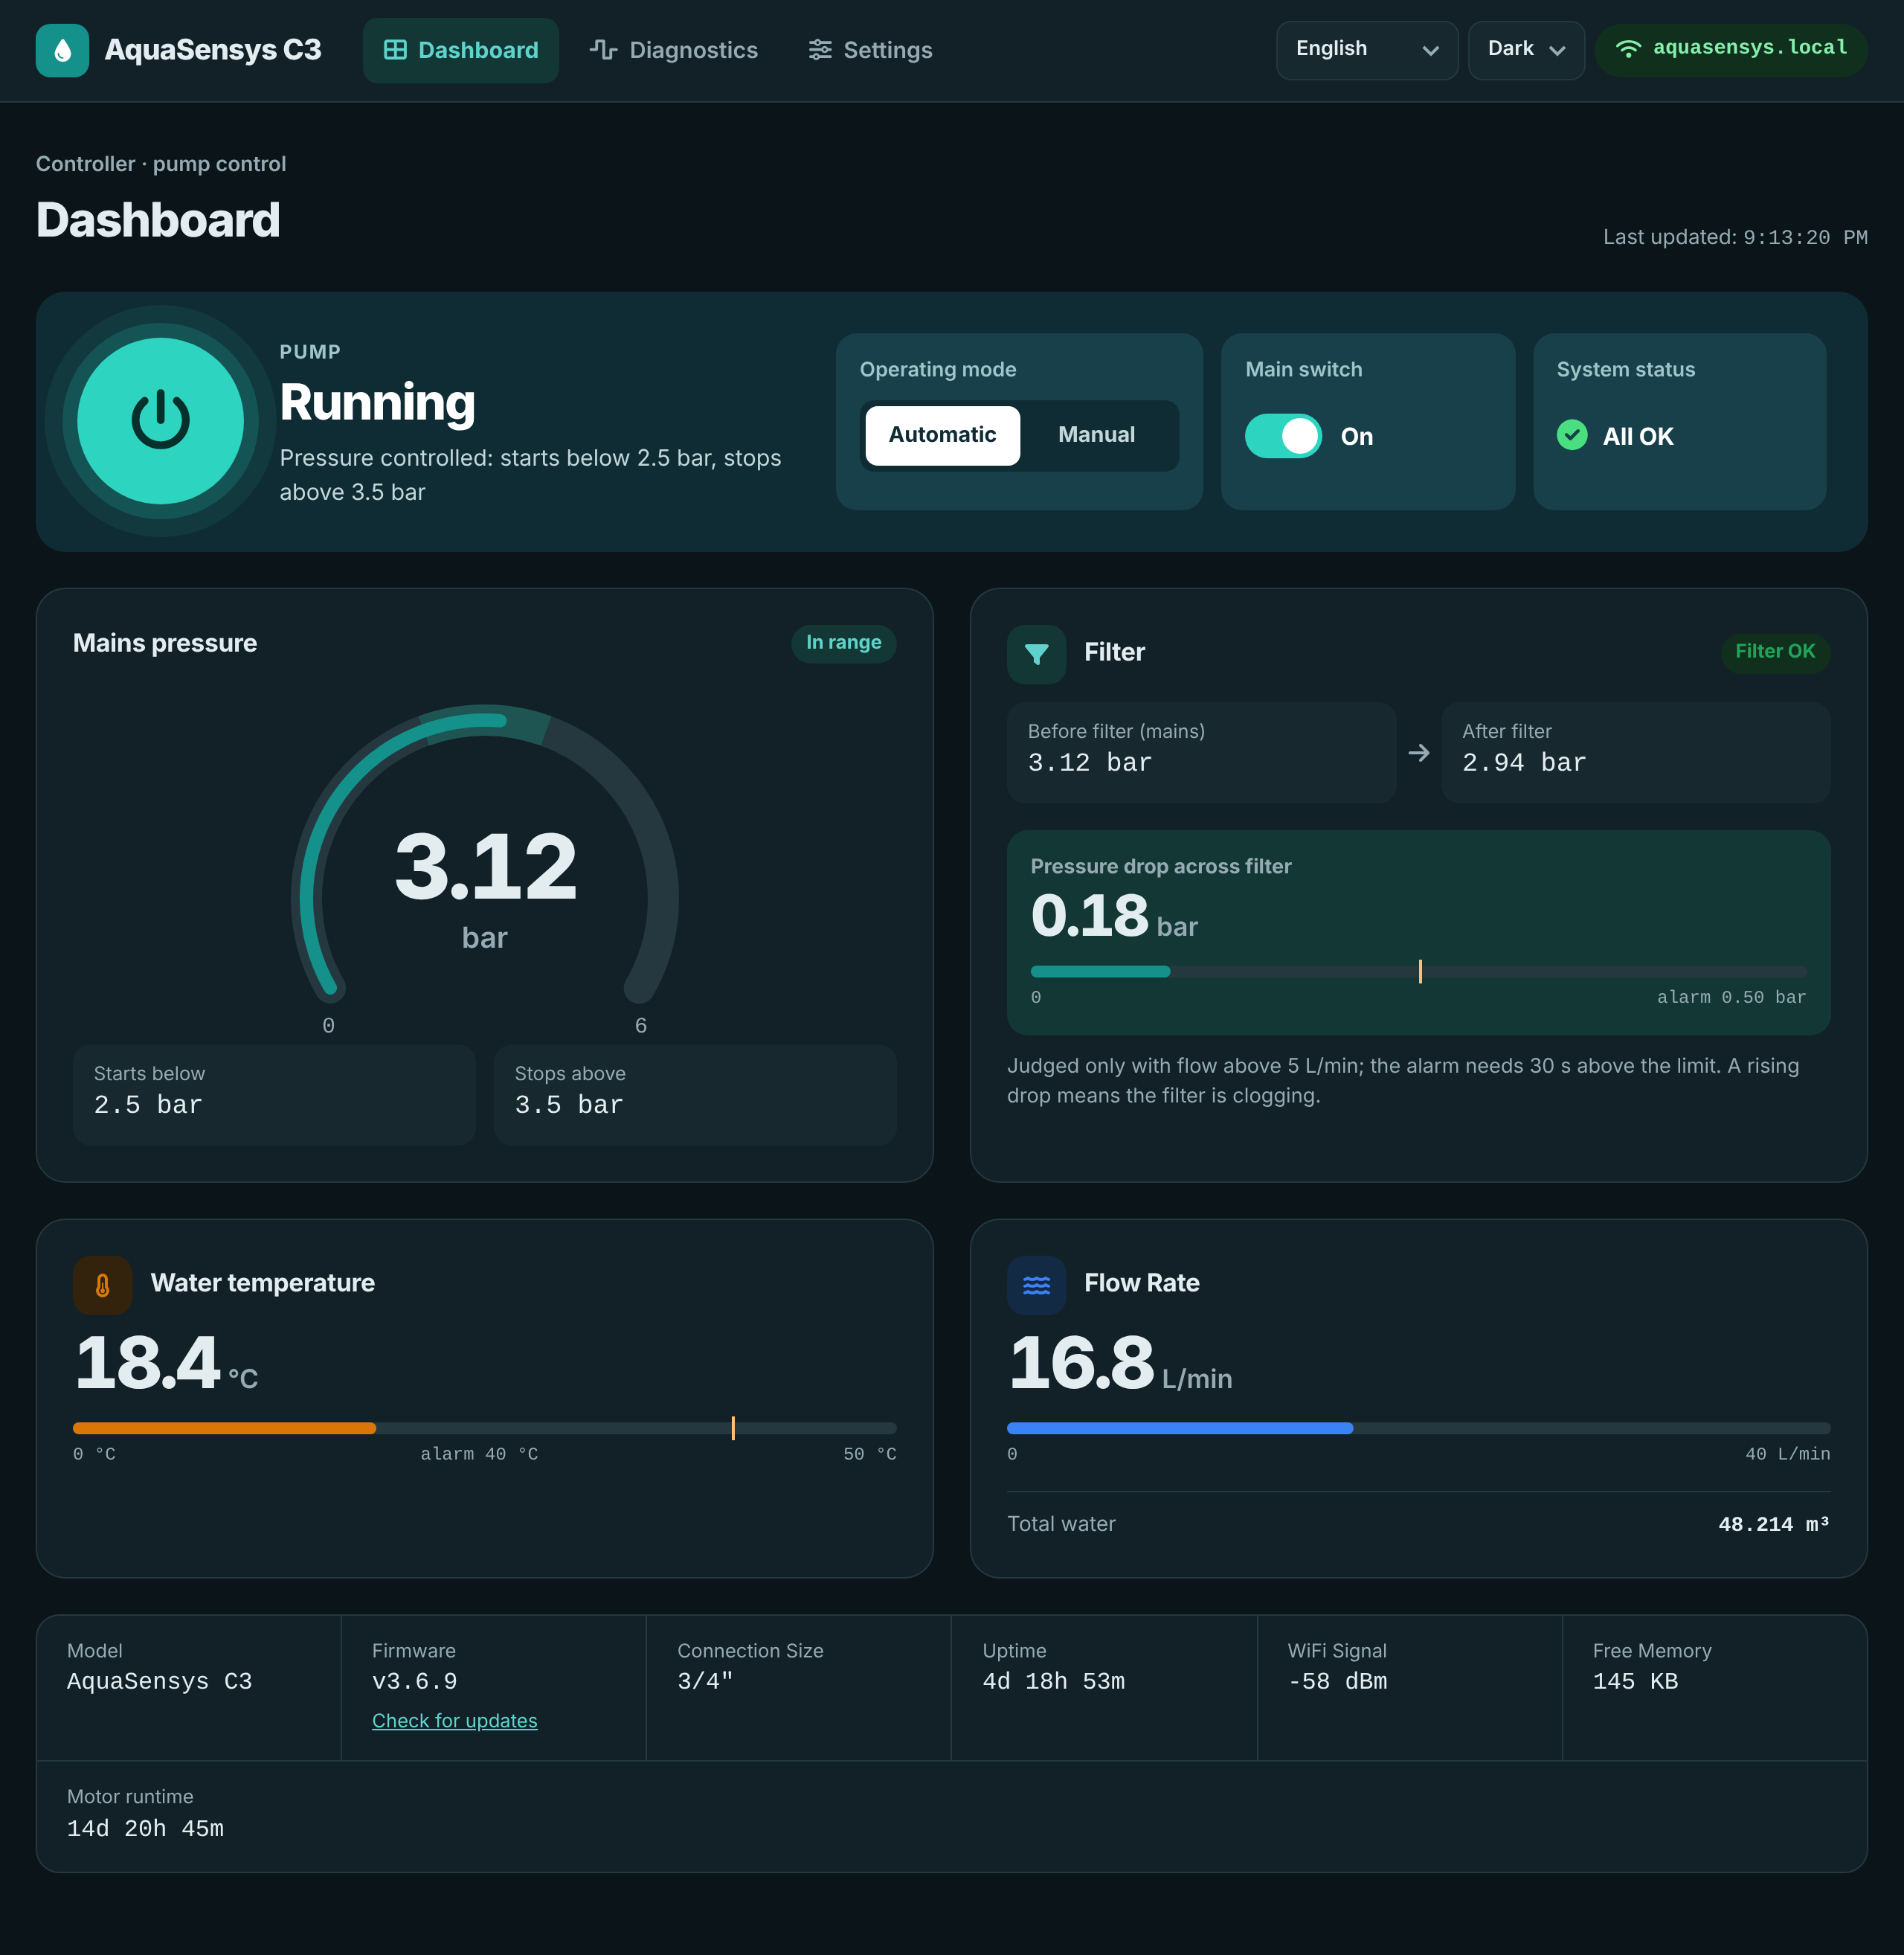 AquaSensys C3
Dashboard
Diagnostics
Settings
English
Dark
aquasensys.local
Controller · pump control
Dashboard
Last updated: 9:13:20 PM
PUMP
Running
Pressure controlled: starts below 2.5 bar, stops
above 3.5 bar
Operating mode
Automatic
Manual
Main switch
On
System status
All OK
Mains pressure
In range
3.12
bar
0
6
Starts below
2.5 bar
Stops above
3.5 bar
Filter
Filter OK
Before filter (mains)
3.12 bar
After filter
2.94 bar
Pressure drop across filter
0.18 bar
0
alarm 0.50 bar
Judged only with flow above 5 L/min; the alarm needs 30 s above the limit. A rising
drop means the filter is clogging.
Water temperature
18.4 °C
0 °C
alarm 40 °C
50 °C
Flow Rate
16.8 L/min
0
40 L/min
Total water
48.214 m³
Model
AquaSensys C3
Firmware
v3.6.9
Check for updates
Connection Size
3/4"
Uptime
4d 18h 53m
WiFi Signal
-58 dBm
Free Memory
145 KB
Motor runtime
14d 20h 45m